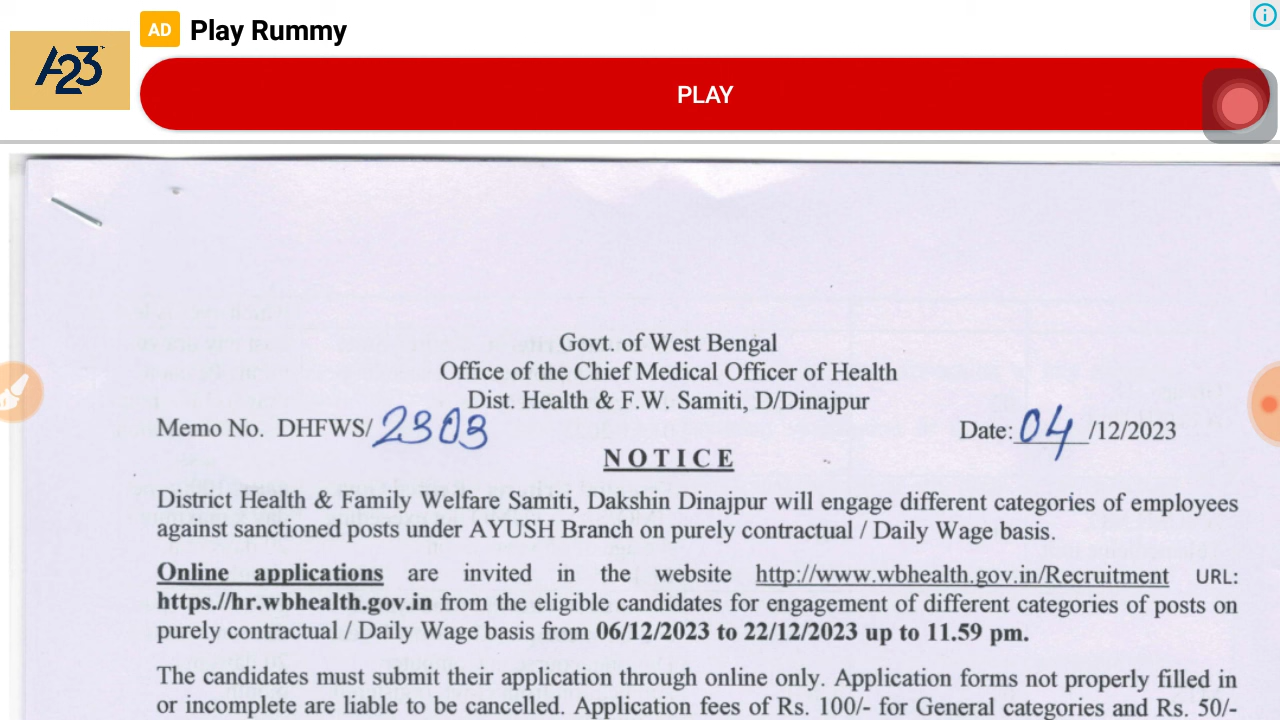 AD Play Rummy
A23
PLAY
Govt. of West Bengal
Office of the Chief Medical Officer of Health
Dist. Health & F.W. Samiti, D/Dinajpur
Memo No. DHFWS/2303 Date: 04/12/2023
NOTICE
District Health & Family Welfare Samiti, Dakshin Dinajpur will engage different categories of employees
against sanctioned posts under AYUSH Branch on purely contractual / Daily Wage basis.
Online applications are invited in the website http://www.wbhealth.gov.in/Recruitment URL:
https.//hr.wbhealth.gov.in from the eligible candidates for engagement of different categories of posts on
purely contractual / Daily Wage basis from 06/12/2023 to 22/12/2023 up to 11.59 pm.
The candidates must submit their application through online only. Application forms not properly filled in
or incomplete are liable to be cancelled. Application fees of Rs. 100/- for General categories and Rs. 50/-